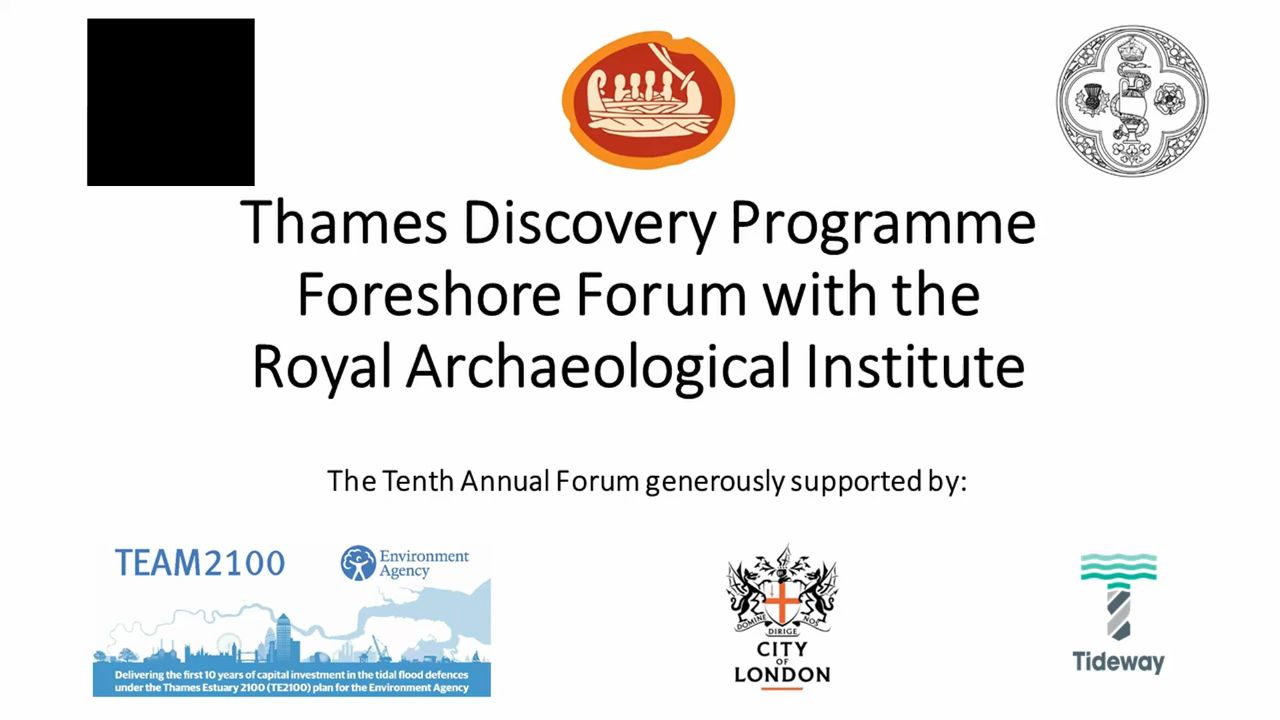 Thames Discovery Programme
Foreshore Forum with the
Royal Archaeological Institute
The Tenth Annual Forum generously supported by:
TEAM2100
Environment
Agency
Delivering the first 10 years of capital investment in the tidal flood defences
under the Thames Estuary 2100 (TE2100) plan for the Environment Agency
DOMINE NOS
DIRIGE
CITY
OF
LONDON
Tideway